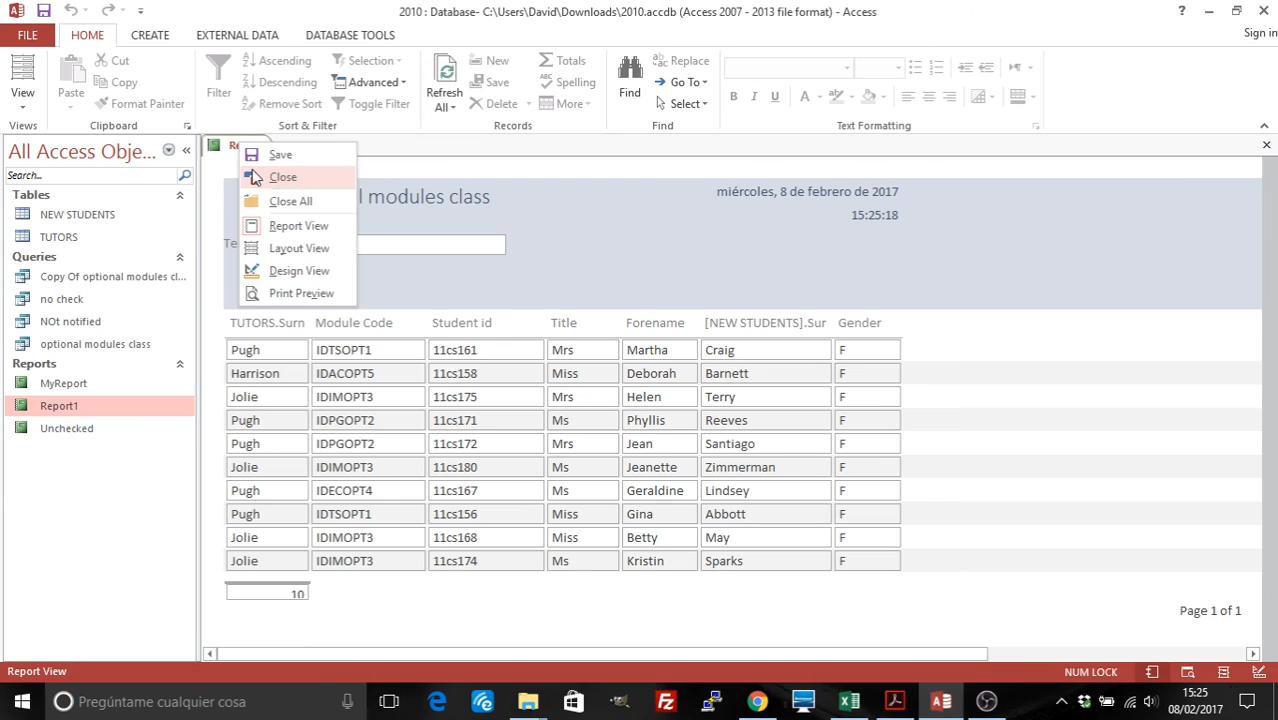 2010 : Database- C:\Users\David\Downloads\2010.accdb (Access 2007 - 2013 file format) - Access
Sign in
FILE HOME CREATE EXTERNAL DATA DATABASE TOOLS
View
Views
Paste
Cut
Copy
Format Painter
Clipboard
Filter
Ascending
Descending
Remove Sort
Selection
Advanced
Toggle Filter
Sort & Filter
Refresh
All
New
Save
Delete
Totals
Spelling
More
Records
Find
Replace
Go To
Select
Find
B I U A
Text Formatting
All Access Obje...
Search...
Tables
NEW STUDENTS
TUTORS
Queries
Copy Of optional modules cl...
no check
NOt notified
optional modules class
Reports
MyReport
Report1
Unchecked
Save
Close
Close All
Report View
Layout View
Design View
Print Preview
l modules class
miércoles, 8 de febrero de 2017
15:25:18
Te
TUTORS.Surn Module Code Student id Title Forename [NEW STUDENTS].Sur Gender
Pugh IDTSOPT1 11cs161 Mrs Martha Craig F
Harrison IDACOPT5 11cs158 Miss Deborah Barnett F
Jolie IDIMOPT3 11cs175 Mrs Helen Terry F
Pugh IDPGOPT2 11cs171 Ms Phyllis Reeves F
Pugh IDPGOPT2 11cs172 Mrs Jean Santiago F
Jolie IDIMOPT3 11cs180 Ms Jeanette Zimmerman F
Pugh IDECOPT4 11cs167 Ms Geraldine Lindsey F
Pugh IDTSOPT1 11cs156 Miss Gina Abbott F
Jolie IDIMOPT3 11cs168 Miss Betty May F
Jolie IDIMOPT3 11cs174 Ms Kristin Sparks F
10
Page 1 of 1
Report View
NUM LOCK
Pregúntame cualquier cosa
15:25
08/02/2017